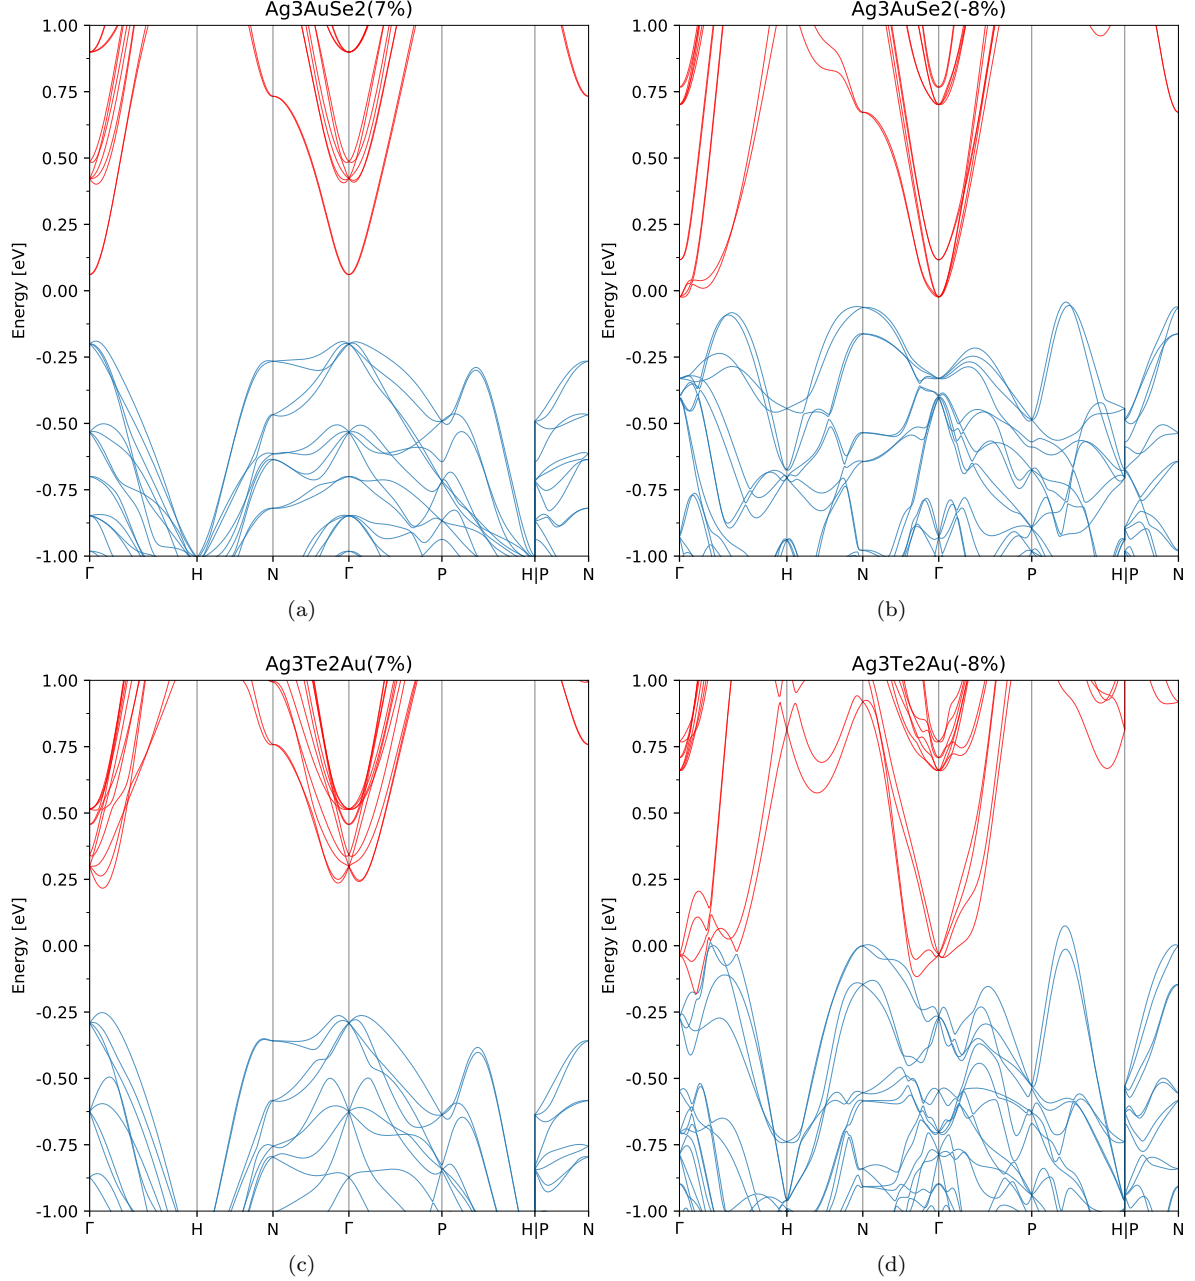 Ag3AuSe2(7%)
Energy [eV]
1.00
0.75
0.50
0.25
0.00
-0.25
-0.50
-0.75
-1.00
Γ H N Γ P H|P N
(a)
Ag3AuSe2(-8%)
Energy [eV]
1.00
0.75
0.50
0.25
0.00
-0.25
-0.50
-0.75
-1.00
Γ H N Γ P H|P N
(b)
Ag3Te2Au(7%)
Energy [eV]
1.00
0.75
0.50
0.25
0.00
-0.25
-0.50
-0.75
-1.00
Γ H N Γ P H|P N
(c)
Ag3Te2Au(-8%)
Energy [eV]
1.00
0.75
0.50
0.25
0.00
-0.25
-0.50
-0.75
-1.00
Γ H N Γ P H|P N
(d)